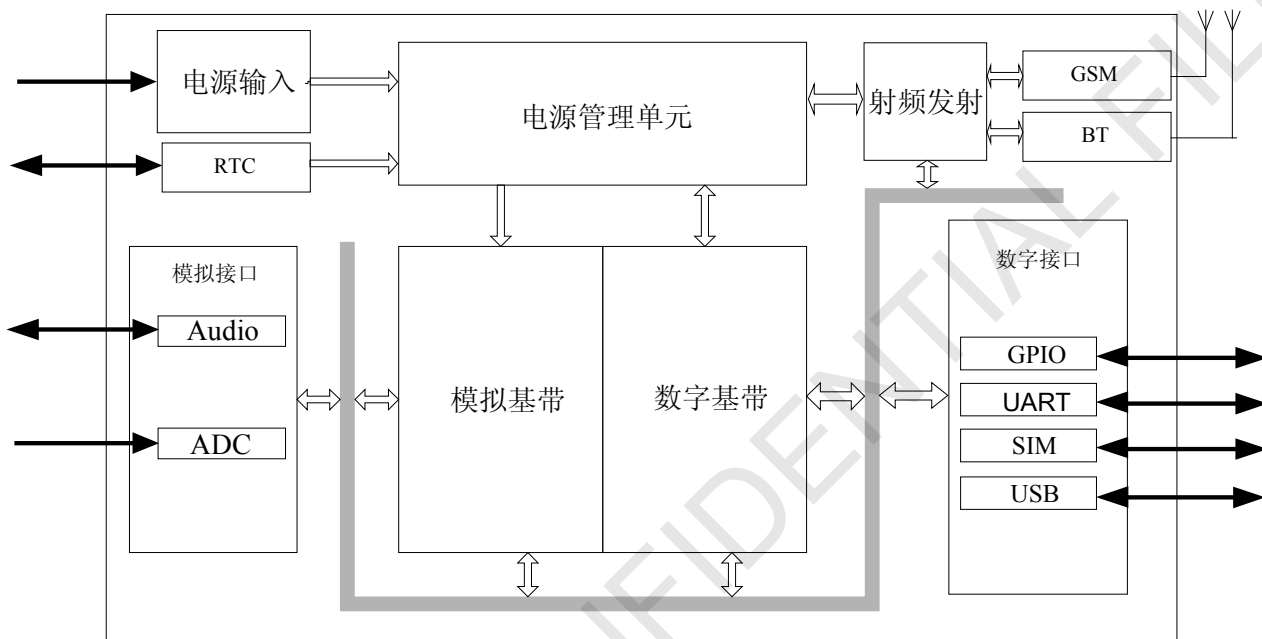 电源输入
电源管理单元
射频发射
GSM
BT
RTC
模拟接口
Audio
ADC
模拟基带
数字基带
数字接口
GPIO
UART
SIM
USB
FIDENTIAL FIL